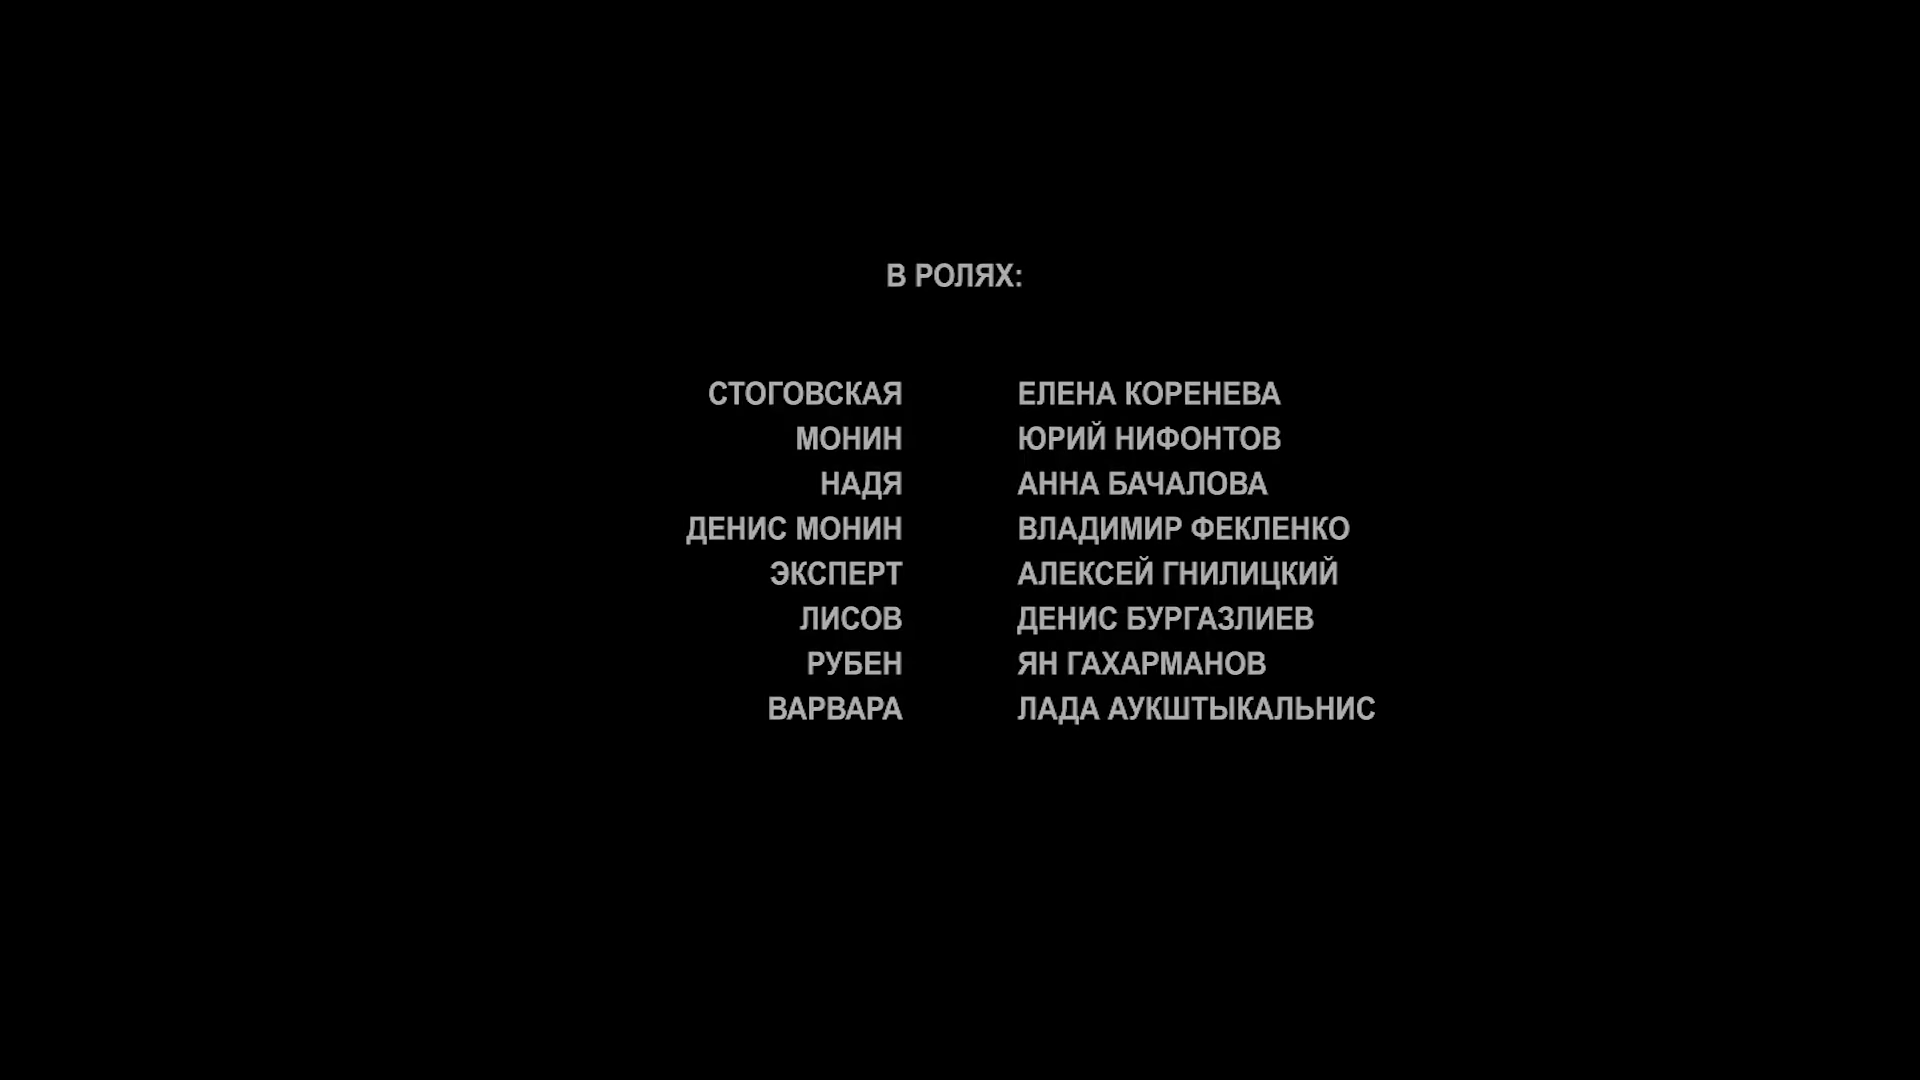 В РОЛЯХ:
СТОГОВСКАЯ ЕЛЕНА КОРЕНЕВА
МОНИН ЮРИЙ НИФОНТОВ
НАДЯ АННА БАЧАЛОВА
ДЕНИС МОНИН ВЛАДИМИР ФЕКЛЕНКО
ЭКСПЕРТ АЛЕКСЕЙ ГНИЛИЦКИЙ
ЛИСОВ ДЕНИС БУРГАЗЛИЕВ
РУБЕН ЯН ГАХАРМАНОВ
ВАРВАРА ЛАДА АУКШТЫКАЛЬНИС